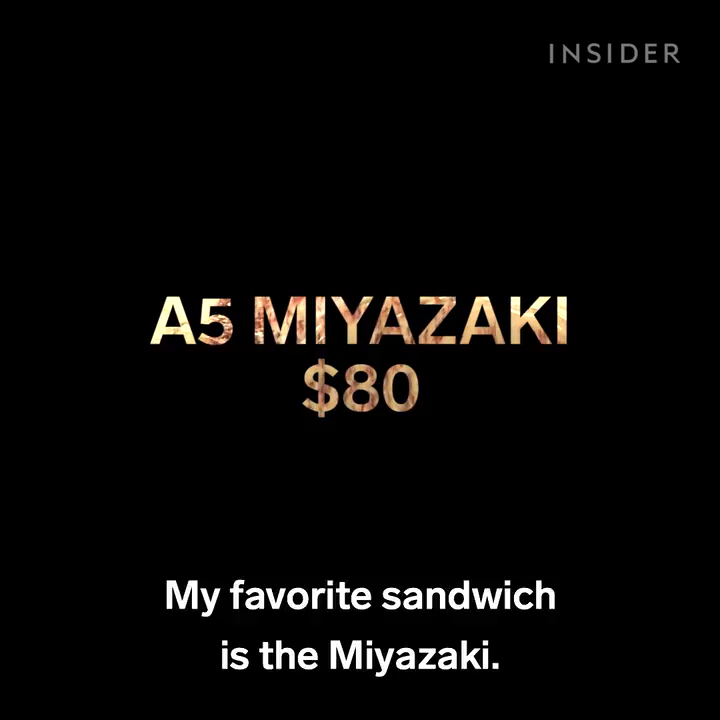 INSIDER
A5 MIYAZAKI
$80
My favorite sandwich
is the Miyazaki.